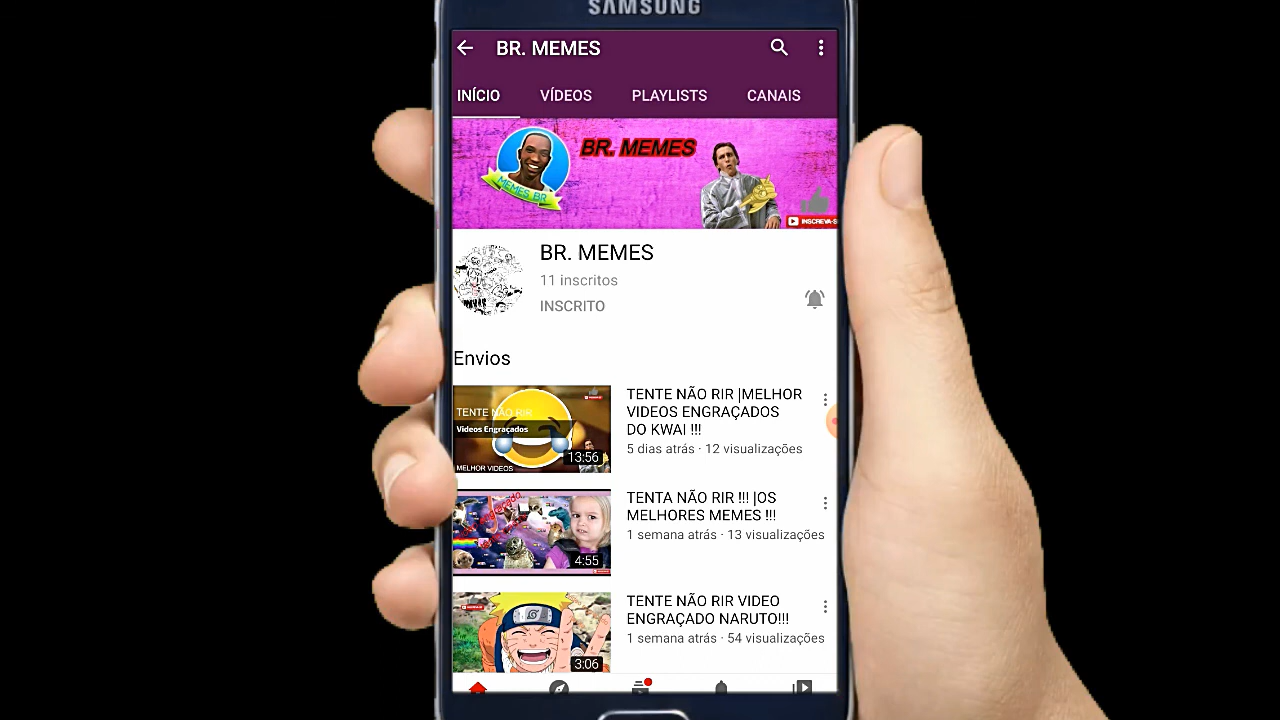 SAMSUNG
BR. MEMES
INÍCIO VÍDEOS PLAYLISTS CANAIS
BR. MEMES
MEMES BR
INSCREVA-S
BR. MEMES
11 inscritos
INSCRITO
Envios
TENTE NÃO RIR
Videos Engraçados
MELHOR VIDEOS
13:56
TENTE NÃO RIR |MELHOR
VIDEOS ENGRAÇADOS
DO KWAI !!!
5 dias atrás · 12 visualizações
4:55
TENTA NÃO RIR !!! |OS
MELHORES MEMES !!!
1 semana atrás · 13 visualizações
3:06
TENTE NÃO RIR VIDEO
ENGRAÇADO NARUTO!!!
1 semana atrás · 54 visualizações